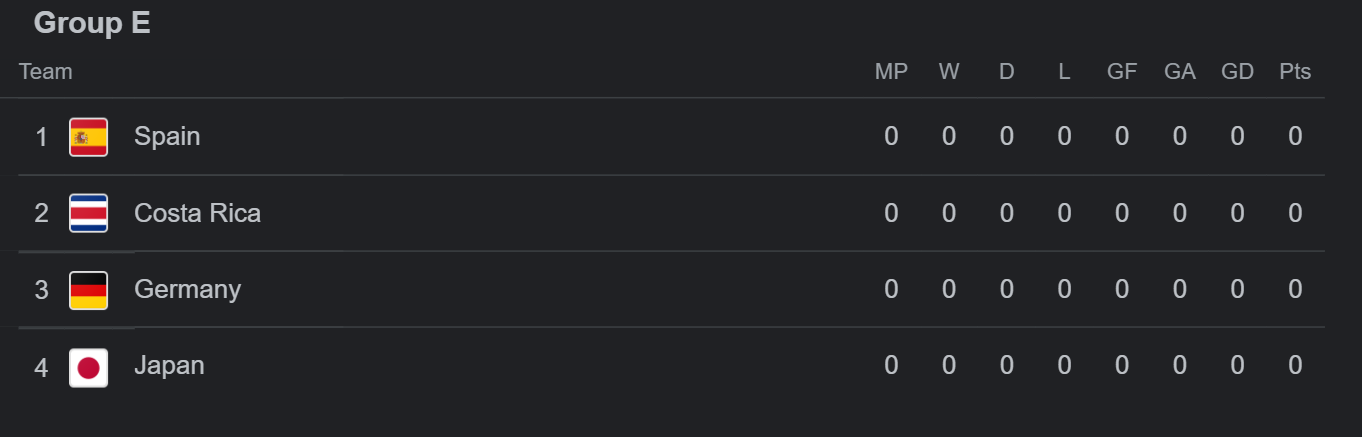 Group E
Team MP W D L GF GA GD Pts
1 Spain 0 0 0 0 0 0 0 0
2 Costa Rica 0 0 0 0 0 0 0 0
3 Germany 0 0 0 0 0 0 0 0
4 Japan 0 0 0 0 0 0 0 0